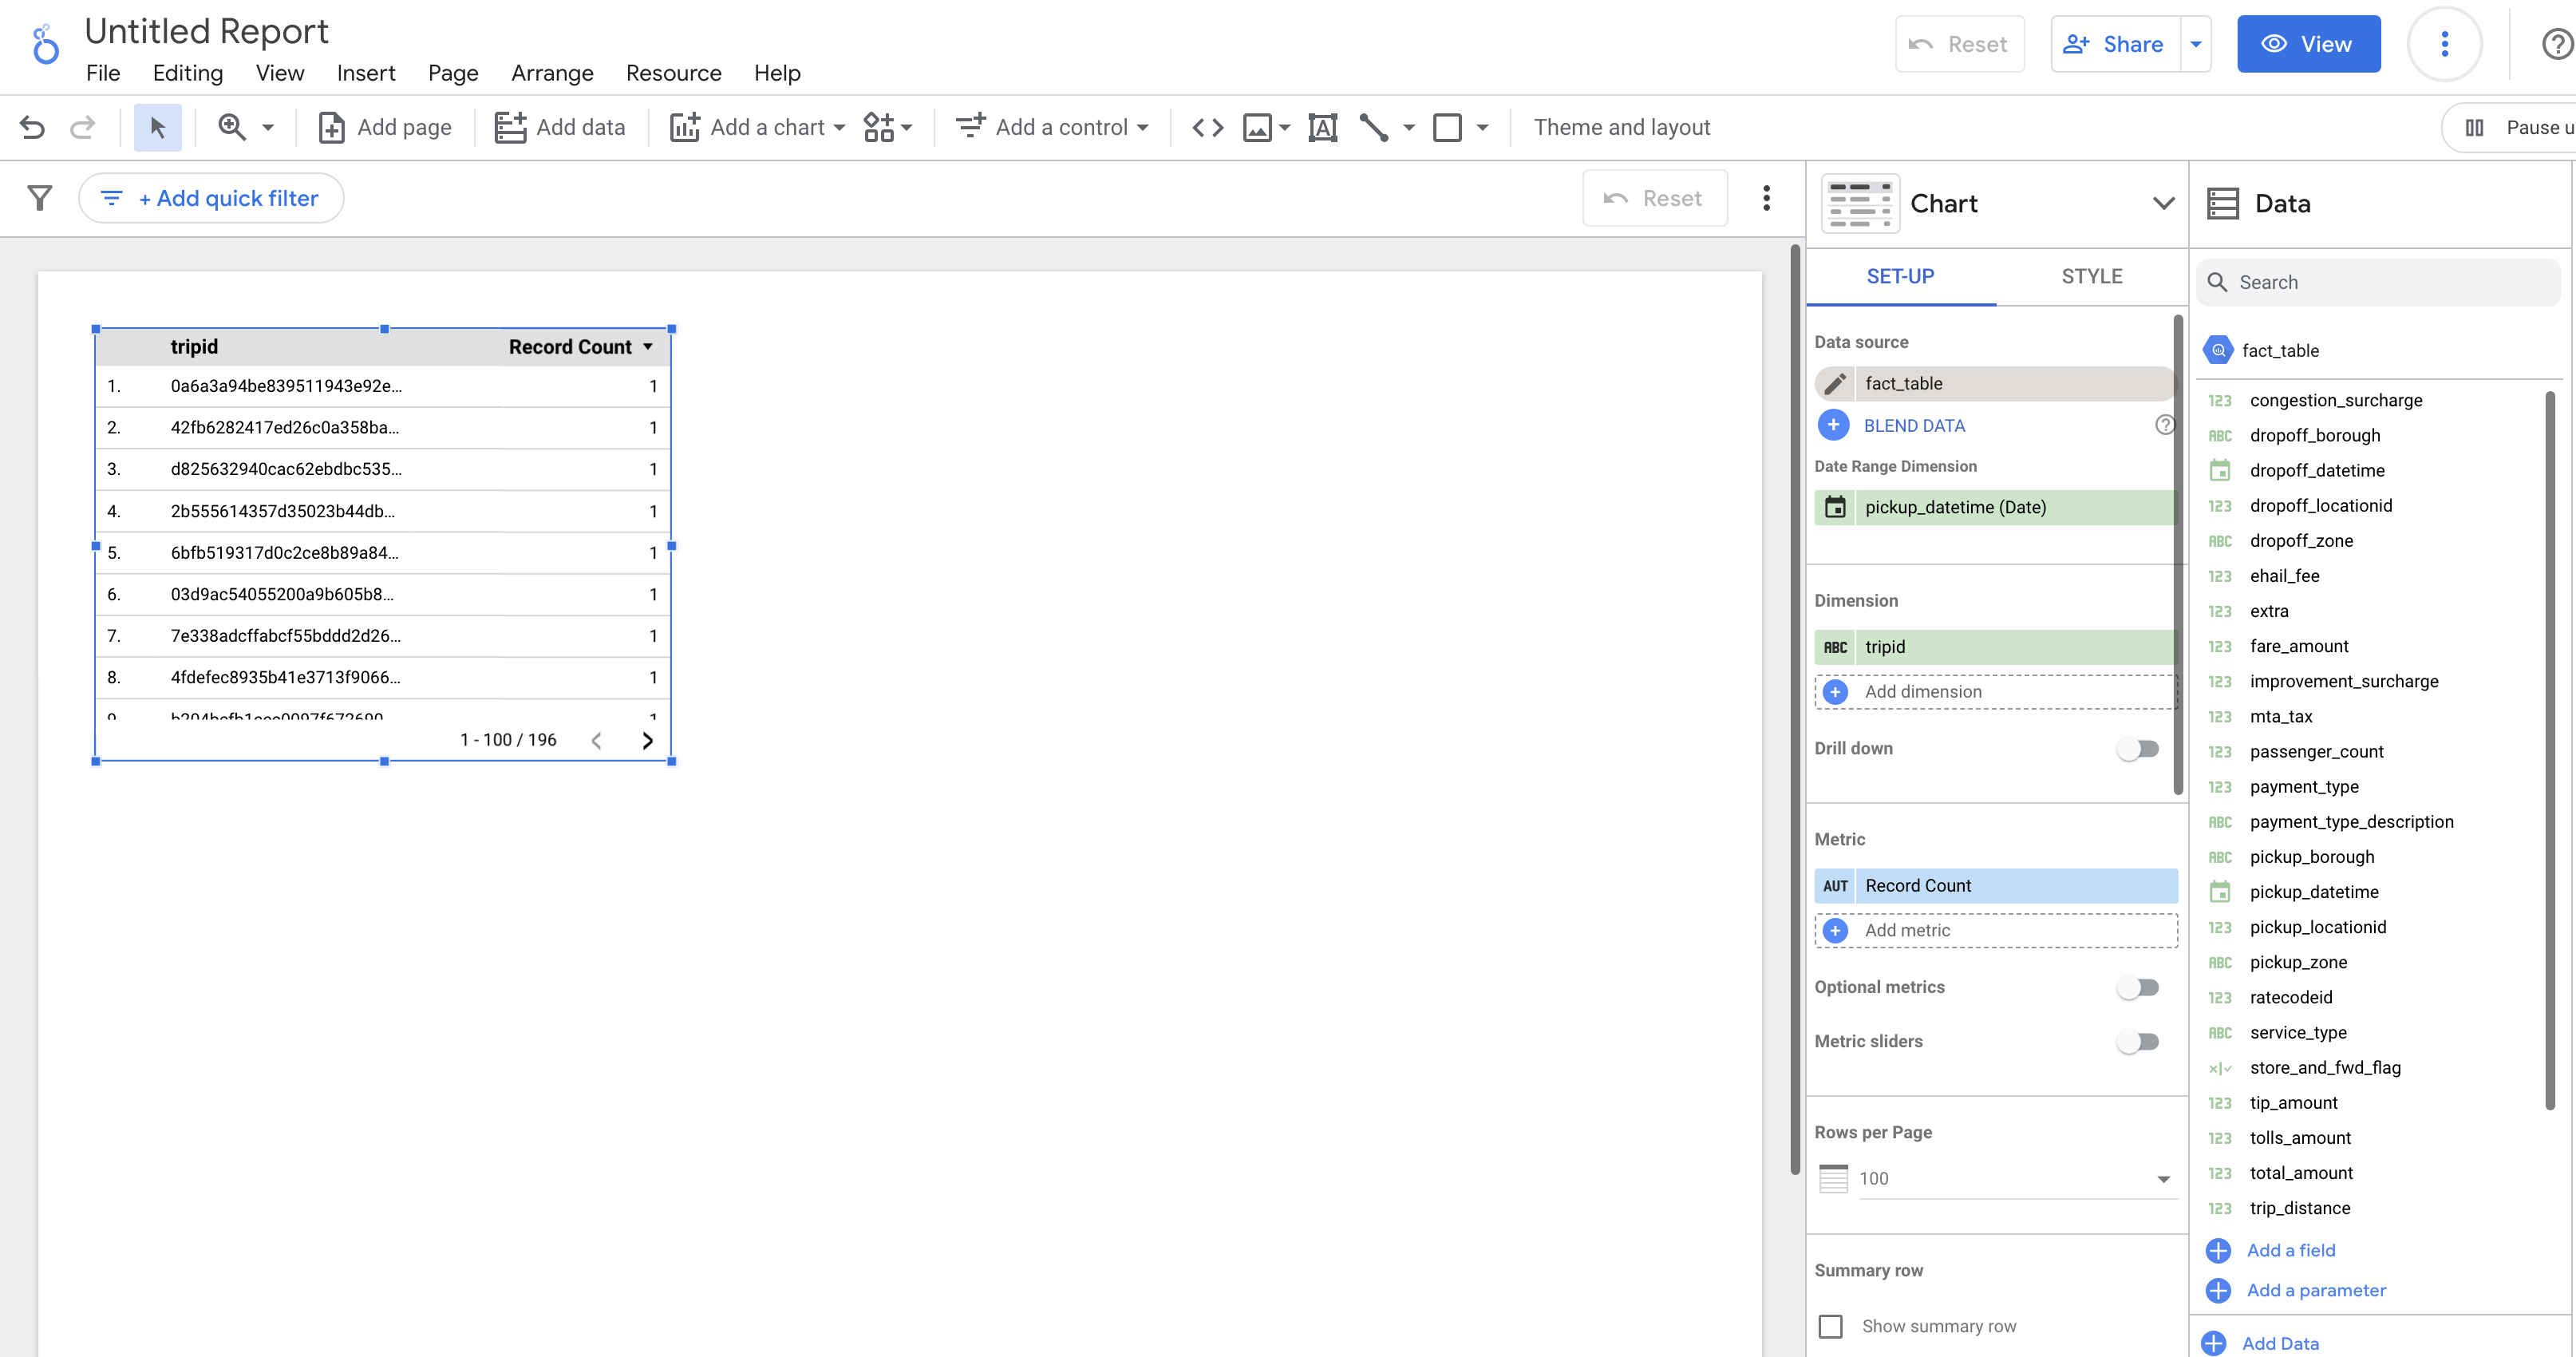 Untitled Report
File Editing View Insert Page Arrange Resource Help
Reset
Share
View
Add page
Add data
Add a chart
Add a control
Theme and layout
Pause u
+ Add quick filter
Reset
tripid Record Count
1. 0a6a3a94be839511943e92e... 1
2. 42fb6282417ed26c0a358ba... 1
3. d825632940cac62ebdbc535... 1
4. 2b555614357d35023b44db... 1
5. 6bfb519317d0c2ce8b89a84... 1
6. 03d9ac54055200a9b605b8... 1
7. 7e338adcffabcf55bddd2d26... 1
8. 4fdefec8935b41e3713f9066... 1
9. 1
1 - 100 / 196
Chart
SET-UP STYLE
Data source
fact_table
BLEND DATA
Date Range Dimension
pickup_datetime (Date)
Dimension
ABC tripid
Add dimension
Drill down
Metric
AUT Record Count
Add metric
Optional metrics
Metric sliders
Rows per Page
100
Summary row
Show summary row
Data
Search
fact_table
123 congestion_surcharge
ABC dropoff_borough
dropoff_datetime
123 dropoff_locationid
ABC dropoff_zone
123 ehail_fee
123 extra
123 fare_amount
123 improvement_surcharge
123 mta_tax
123 passenger_count
123 payment_type
ABC payment_type_description
ABC pickup_borough
pickup_datetime
123 pickup_locationid
ABC pickup_zone
123 ratecodeid
ABC service_type
store_and_fwd_flag
123 tip_amount
123 tolls_amount
123 total_amount
123 trip_distance
Add a field
Add a parameter
Add Data